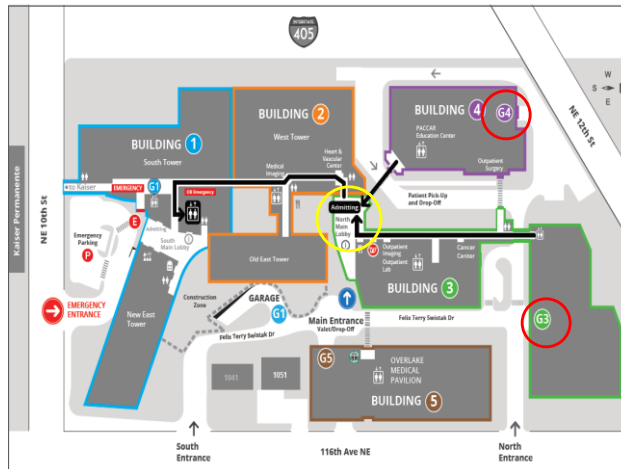 INTERSTATE
405
W
S
E
NE 12th St
Kaiser Permanente
NE 10th St
BUILDING 1
South Tower
BUILDING 2
West Tower
Medical
Imaging
Heart &
Vascular
Center
BUILDING 4
G4
PACCAR
Education Center
Outpatient
Surgery
Patient Pick-Up
and Drop-Off
to Kaiser
EMERGENCY
G1
OB Emergency
Admitting
North
Main
Lobby
E
Admitting
South
Main Lobby
Emergency
Parking
P
Outpatient
Imaging
Outpatient
Lab
Cancer
Center
BUILDING 3
G3
Old East Tower
EMERGENCY
ENTRANCE
New East
Tower
Construction
Zone
GARAGE
G1
Main Entrance
Valet/Drop-Off
Felix Terry Swistak Dr
Felix Terry Swistak Dr
1041
1051
G5
OVERLAKE
MEDICAL
PAVILION
BUILDING 5
South
Entrance
116th Ave NE
North
Entrance